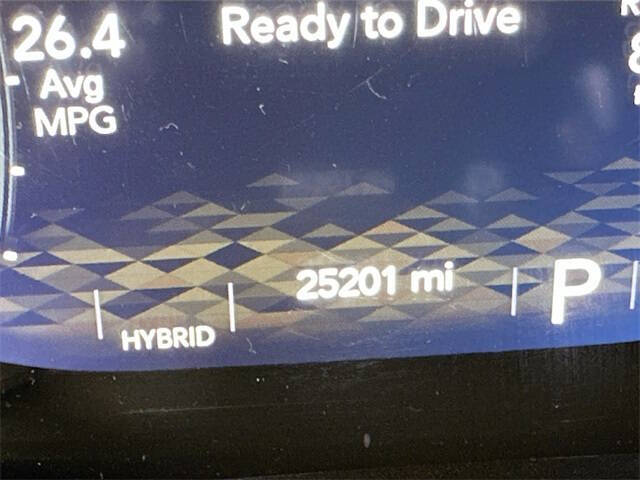 26.4
Avg
MPG
Ready to Drive
HYBRID
25201 mi
P